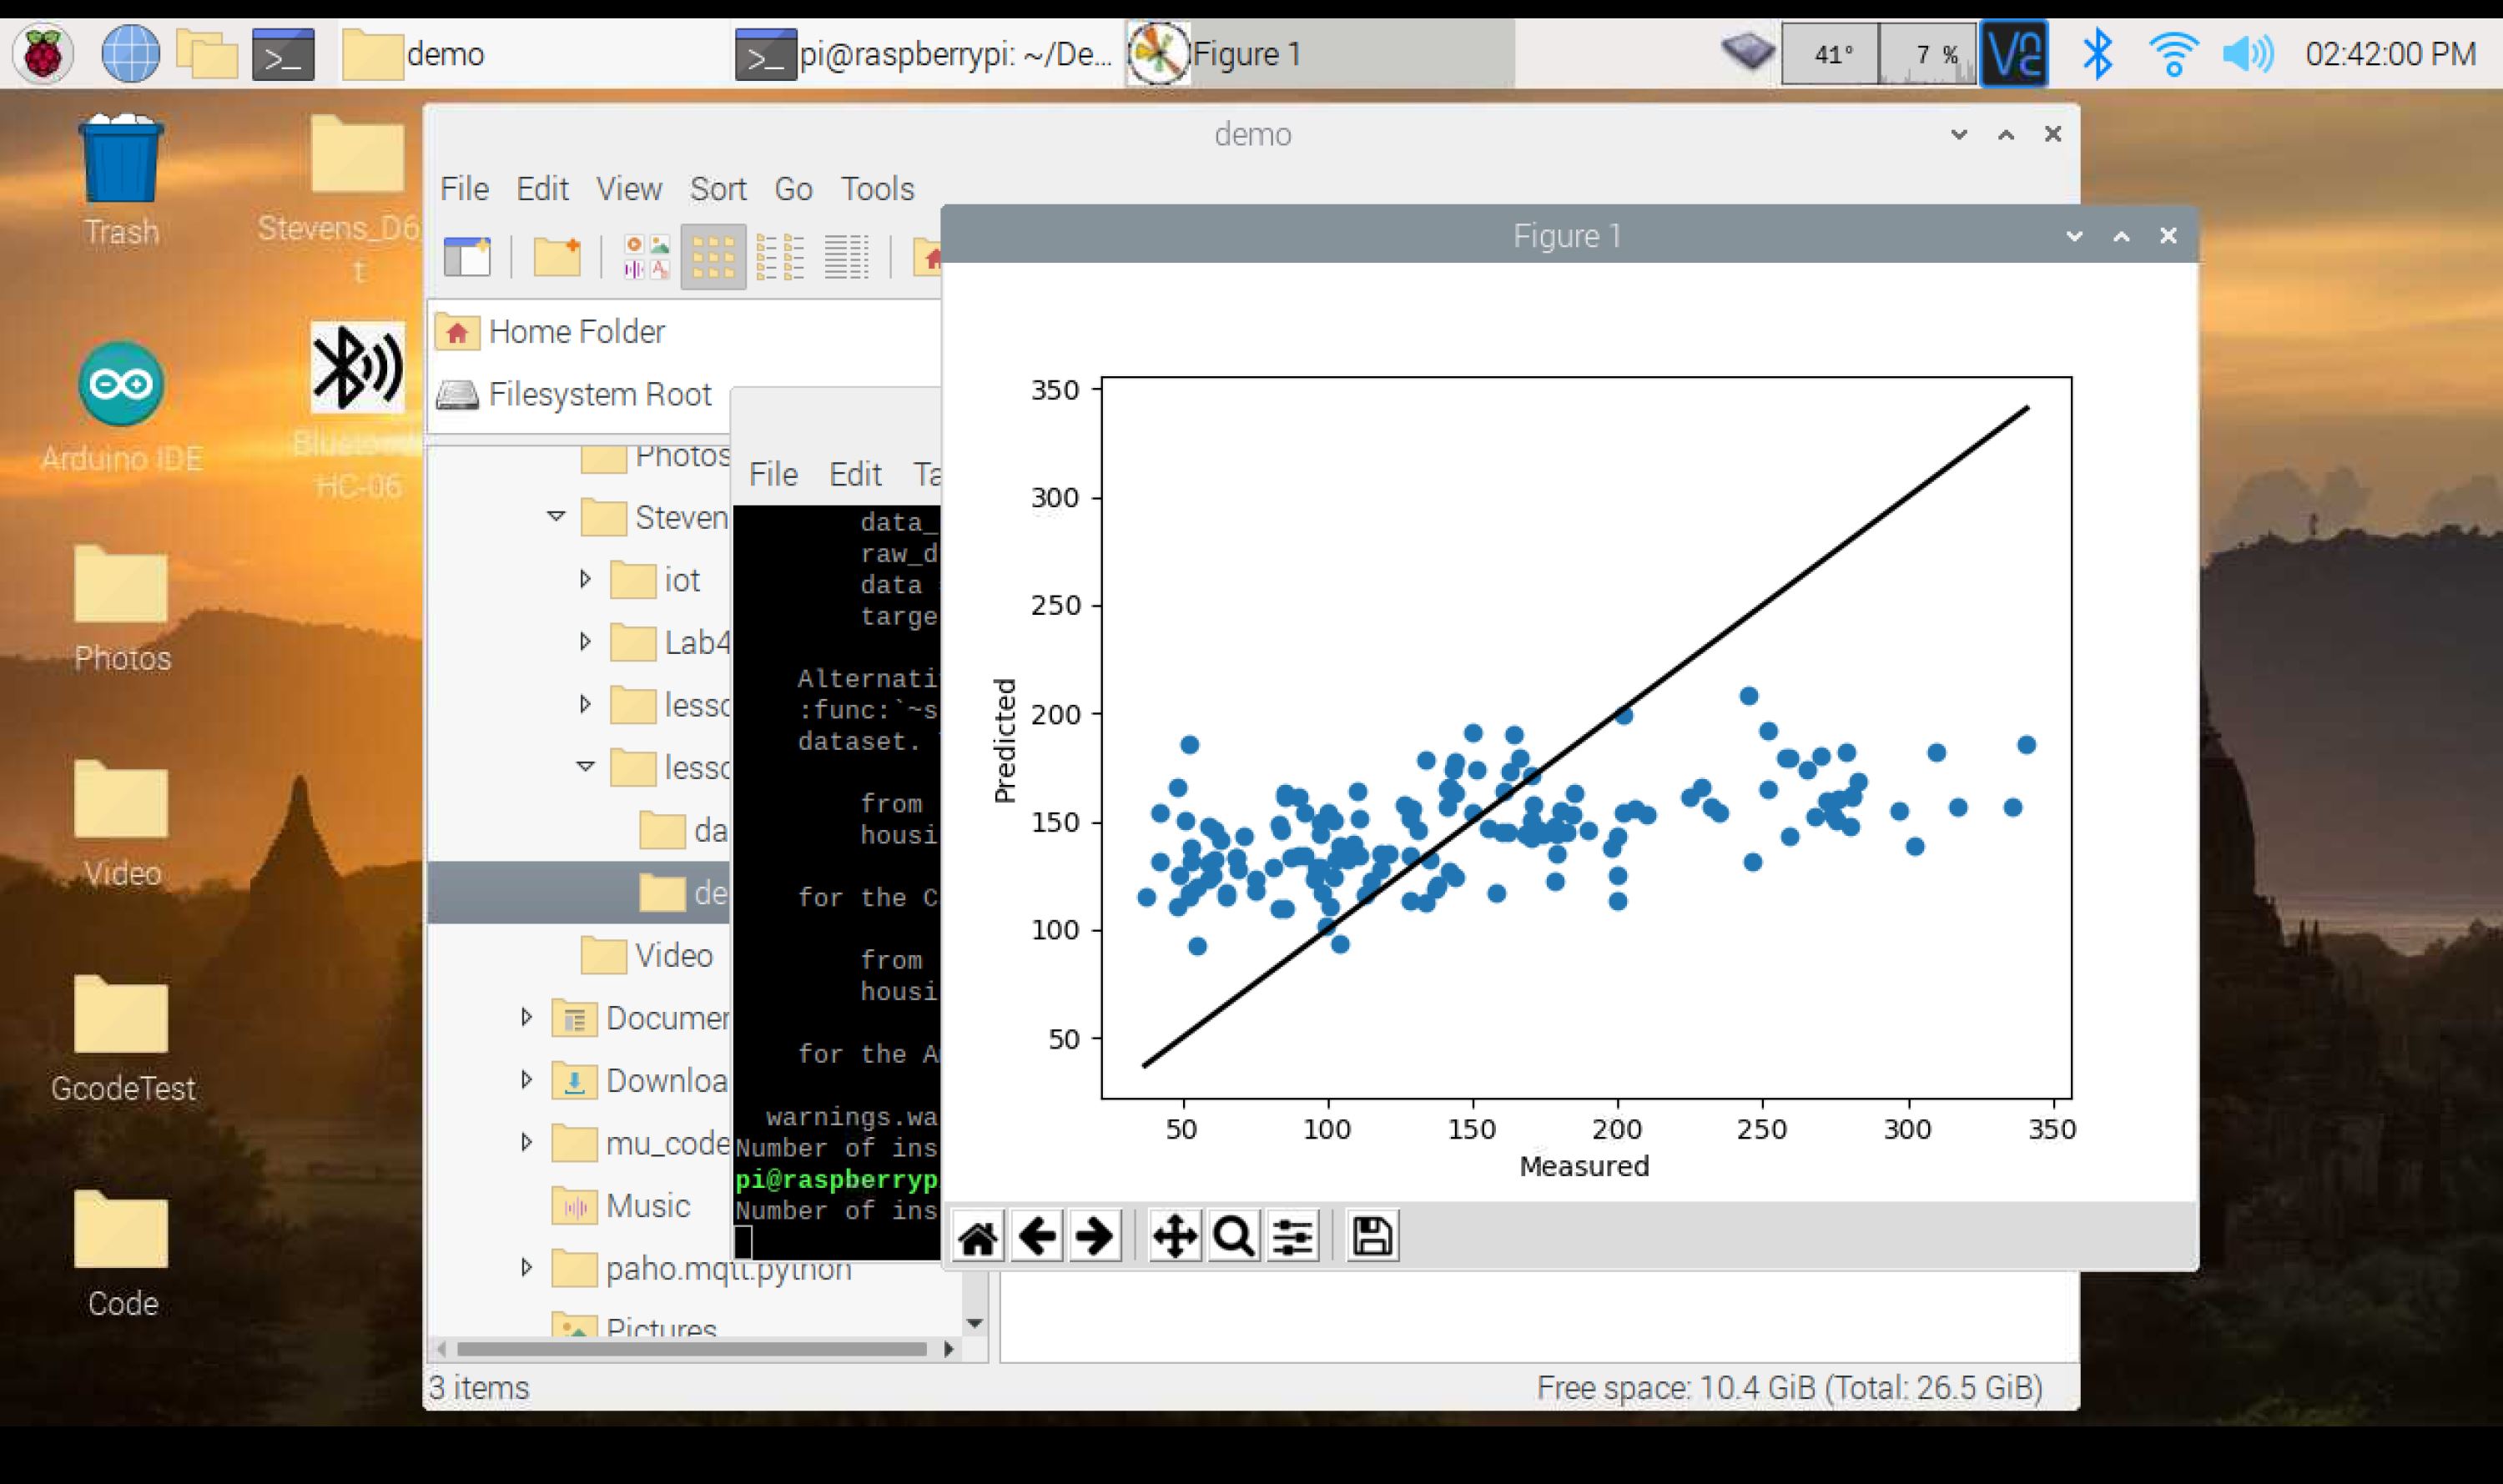 demo
pi@raspberrypi: ~/De...
Figure 1
41°
7 %
02:42:00 PM
Trash
Stevens_D6
t
Arduino IDE
HC-06
Photos
Video
GcodeTest
Code
demo
File Edit View Sort Go Tools
Home Folder
Filesystem Root
Photos
Steven
iot
Lab4
lesso
lesso
da
de
Video
Documen
Downloa
mu_code
Music
paho.mqtt.python
Pictures
3 items
Free space: 10.4 GiB (Total: 26.5 GiB)
File Edit Ta
data_
raw_d
data
targe
Alternati
:func:`~s
dataset.
from
housi
for the C
from
housi
for the A
warnings.wa
Number of ins
pi@raspberryp
Number of ins
Figure 1
350
300
250
200
150
100
50
Predicted
50 100 150 200 250 300 350
Measured